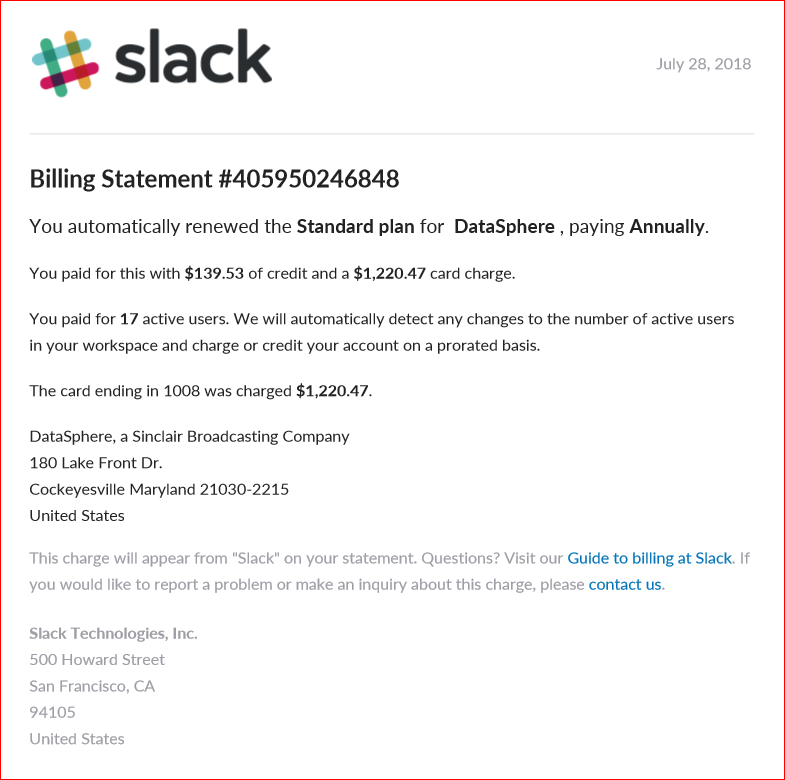 slack
July 28, 2018
Billing Statement #405950246848
You automatically renewed the Standard plan for DataSphere , paying Annually.
You paid for this with $139.53 of credit and a $1,220.47 card charge.
You paid for 17 active users. We will automatically detect any changes to the number of active users
in your workspace and charge or credit your account on a prorated basis.
The card ending in 1008 was charged $1,220.47.
DataSphere, a Sinclair Broadcasting Company
180 Lake Front Dr.
Cockeyesville Maryland 21030-2215
United States
This charge will appear from "Slack" on your statement. Questions? Visit our Guide to billing at Slack. If
you would like to report a problem or make an inquiry about this charge, please contact us.
Slack Technologies, Inc.
500 Howard Street
San Francisco, CA
94105
United States